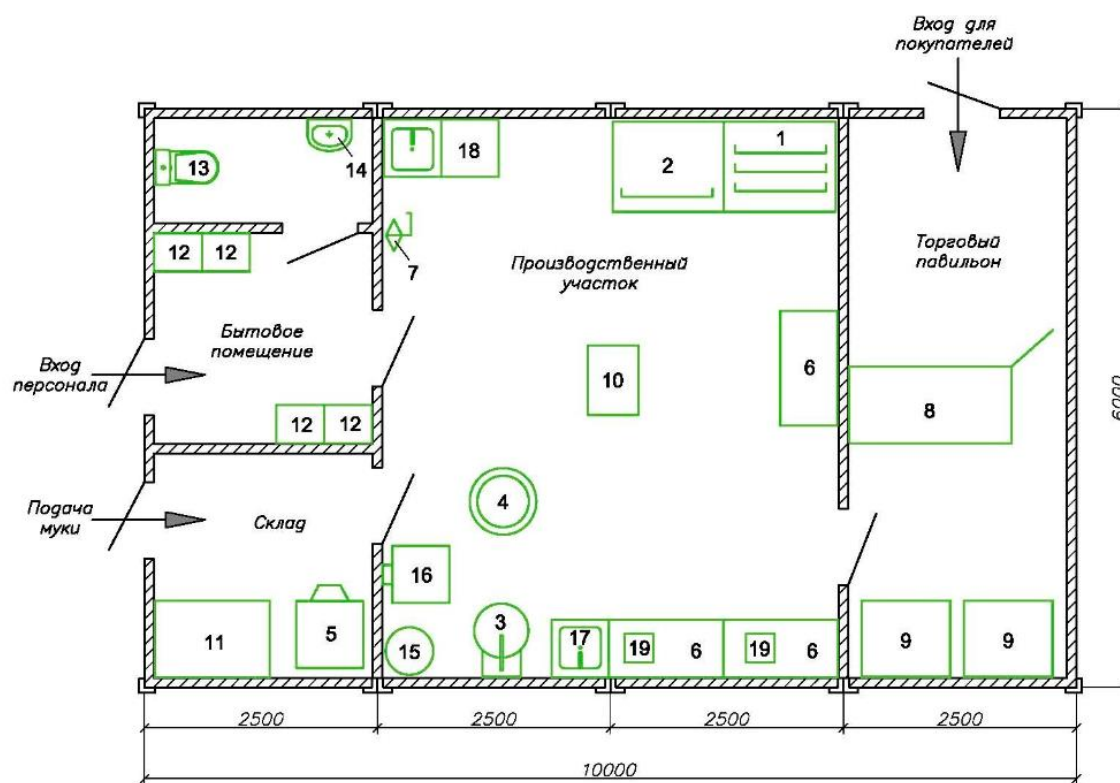 Вход для
покупателей
1
2
18
13
14
12 12
7
Производственный
участок
Торговый
павильон
Бытовое
помещение
Вход
персонала
10
6
8
12 12
6000
4
Подача
муки
Склад
16
11
5
3
15
17
19
6
19
6
9
9
2500
2500
2500
2500
10000